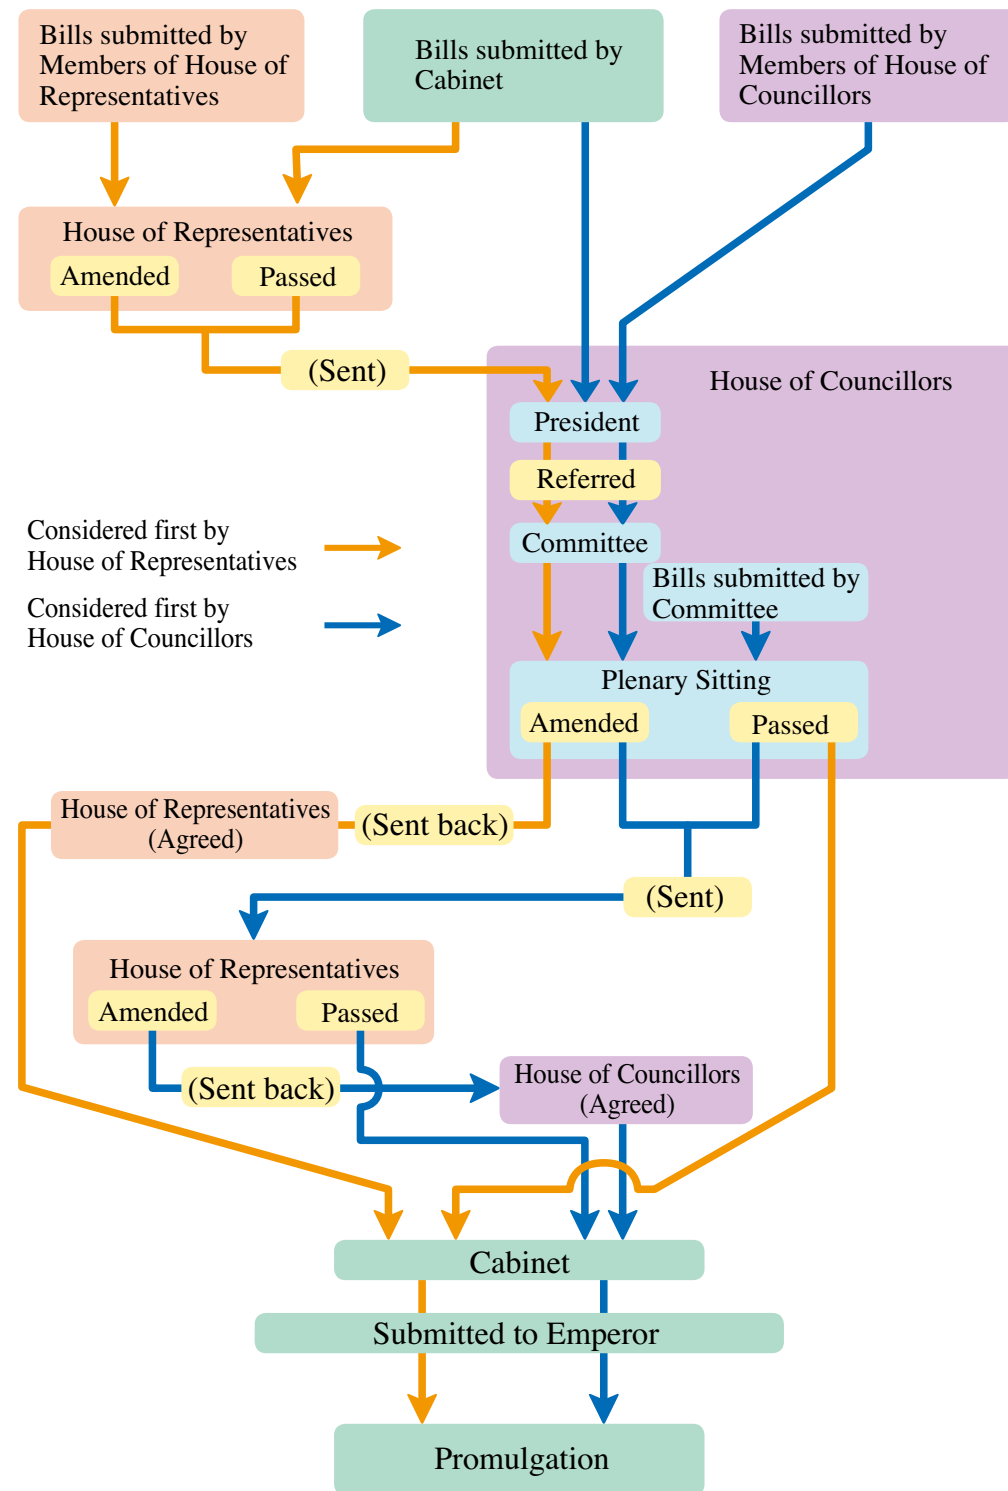 Bills submitted by
Members of House of
Representatives
Bills submitted by
Cabinet
Bills submitted by
Members of House of
Councillors
House of Representatives
Amended
Passed
(Sent)
House of Councillors
President
Referred
Committee
Considered first by
House of Representatives
Considered first by
House of Councillors
Bills submitted by
Committee
Plenary Sitting
Amended
Passed
House of Representatives
(Agreed)
(Sent back)
(Sent)
House of Representatives
Amended
Passed
(Sent back)
House of Councillors
(Agreed)
Cabinet
Submitted to Emperor
Promulgation